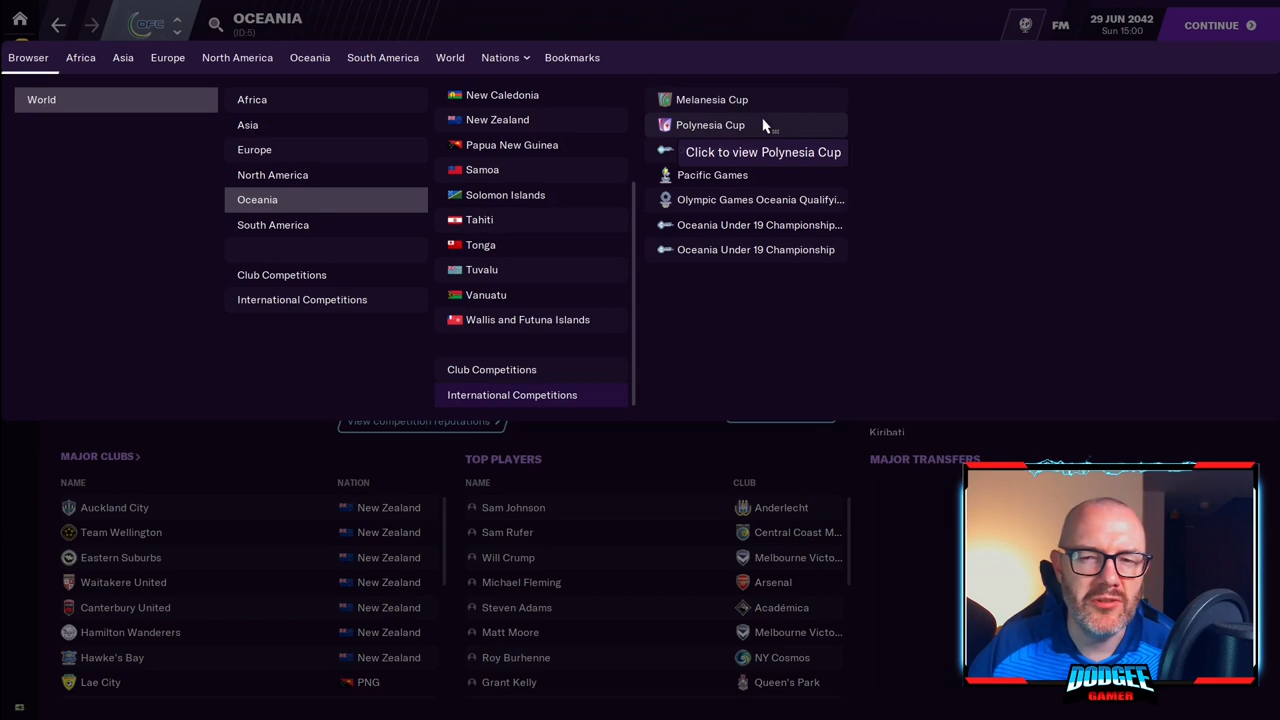 OFC
OCEANIA
(ID:5)
FM
29 JUN 2042
Sun 15:00
CONTINUE
Browser
Africa
Asia
Europe
North America
Oceania
South America
World
Nations
Bookmarks
World
Africa
Asia
Europe
North America
Oceania
South America
Club Competitions
International Competitions
New Caledonia
New Zealand
Papua New Guinea
Samoa
Solomon Islands
Tahiti
Tonga
Tuvalu
Vanuatu
Wallis and Futuna Islands
Club Competitions
International Competitions
Melanesia Cup
Polynesia Cup
Click to view Polynesia Cup
Pacific Games
Olympic Games Oceania Qualifyi...
Oceania Under 19 Championship...
Oceania Under 19 Championship
View competition reputations >
Kiribati
MAJOR CLUBS >
NAME NATION
Auckland City New Zealand
Team Wellington New Zealand
Eastern Suburbs New Zealand
Waitakere United New Zealand
Canterbury United New Zealand
Hamilton Wanderers New Zealand
Hawke's Bay New Zealand
Lae City PNG
TOP PLAYERS
NAME CLUB
Sam Johnson Anderlecht
Sam Rufer Central Coast M...
Will Crump Melbourne Victo...
Michael Fleming Arsenal
Steven Adams Académica
Matt Moore Melbourne Victo...
Roy Burhenne NY Cosmos
Grant Kelly Queen's Park
MAJOR TRANSFERS
DODGEE
GAMER